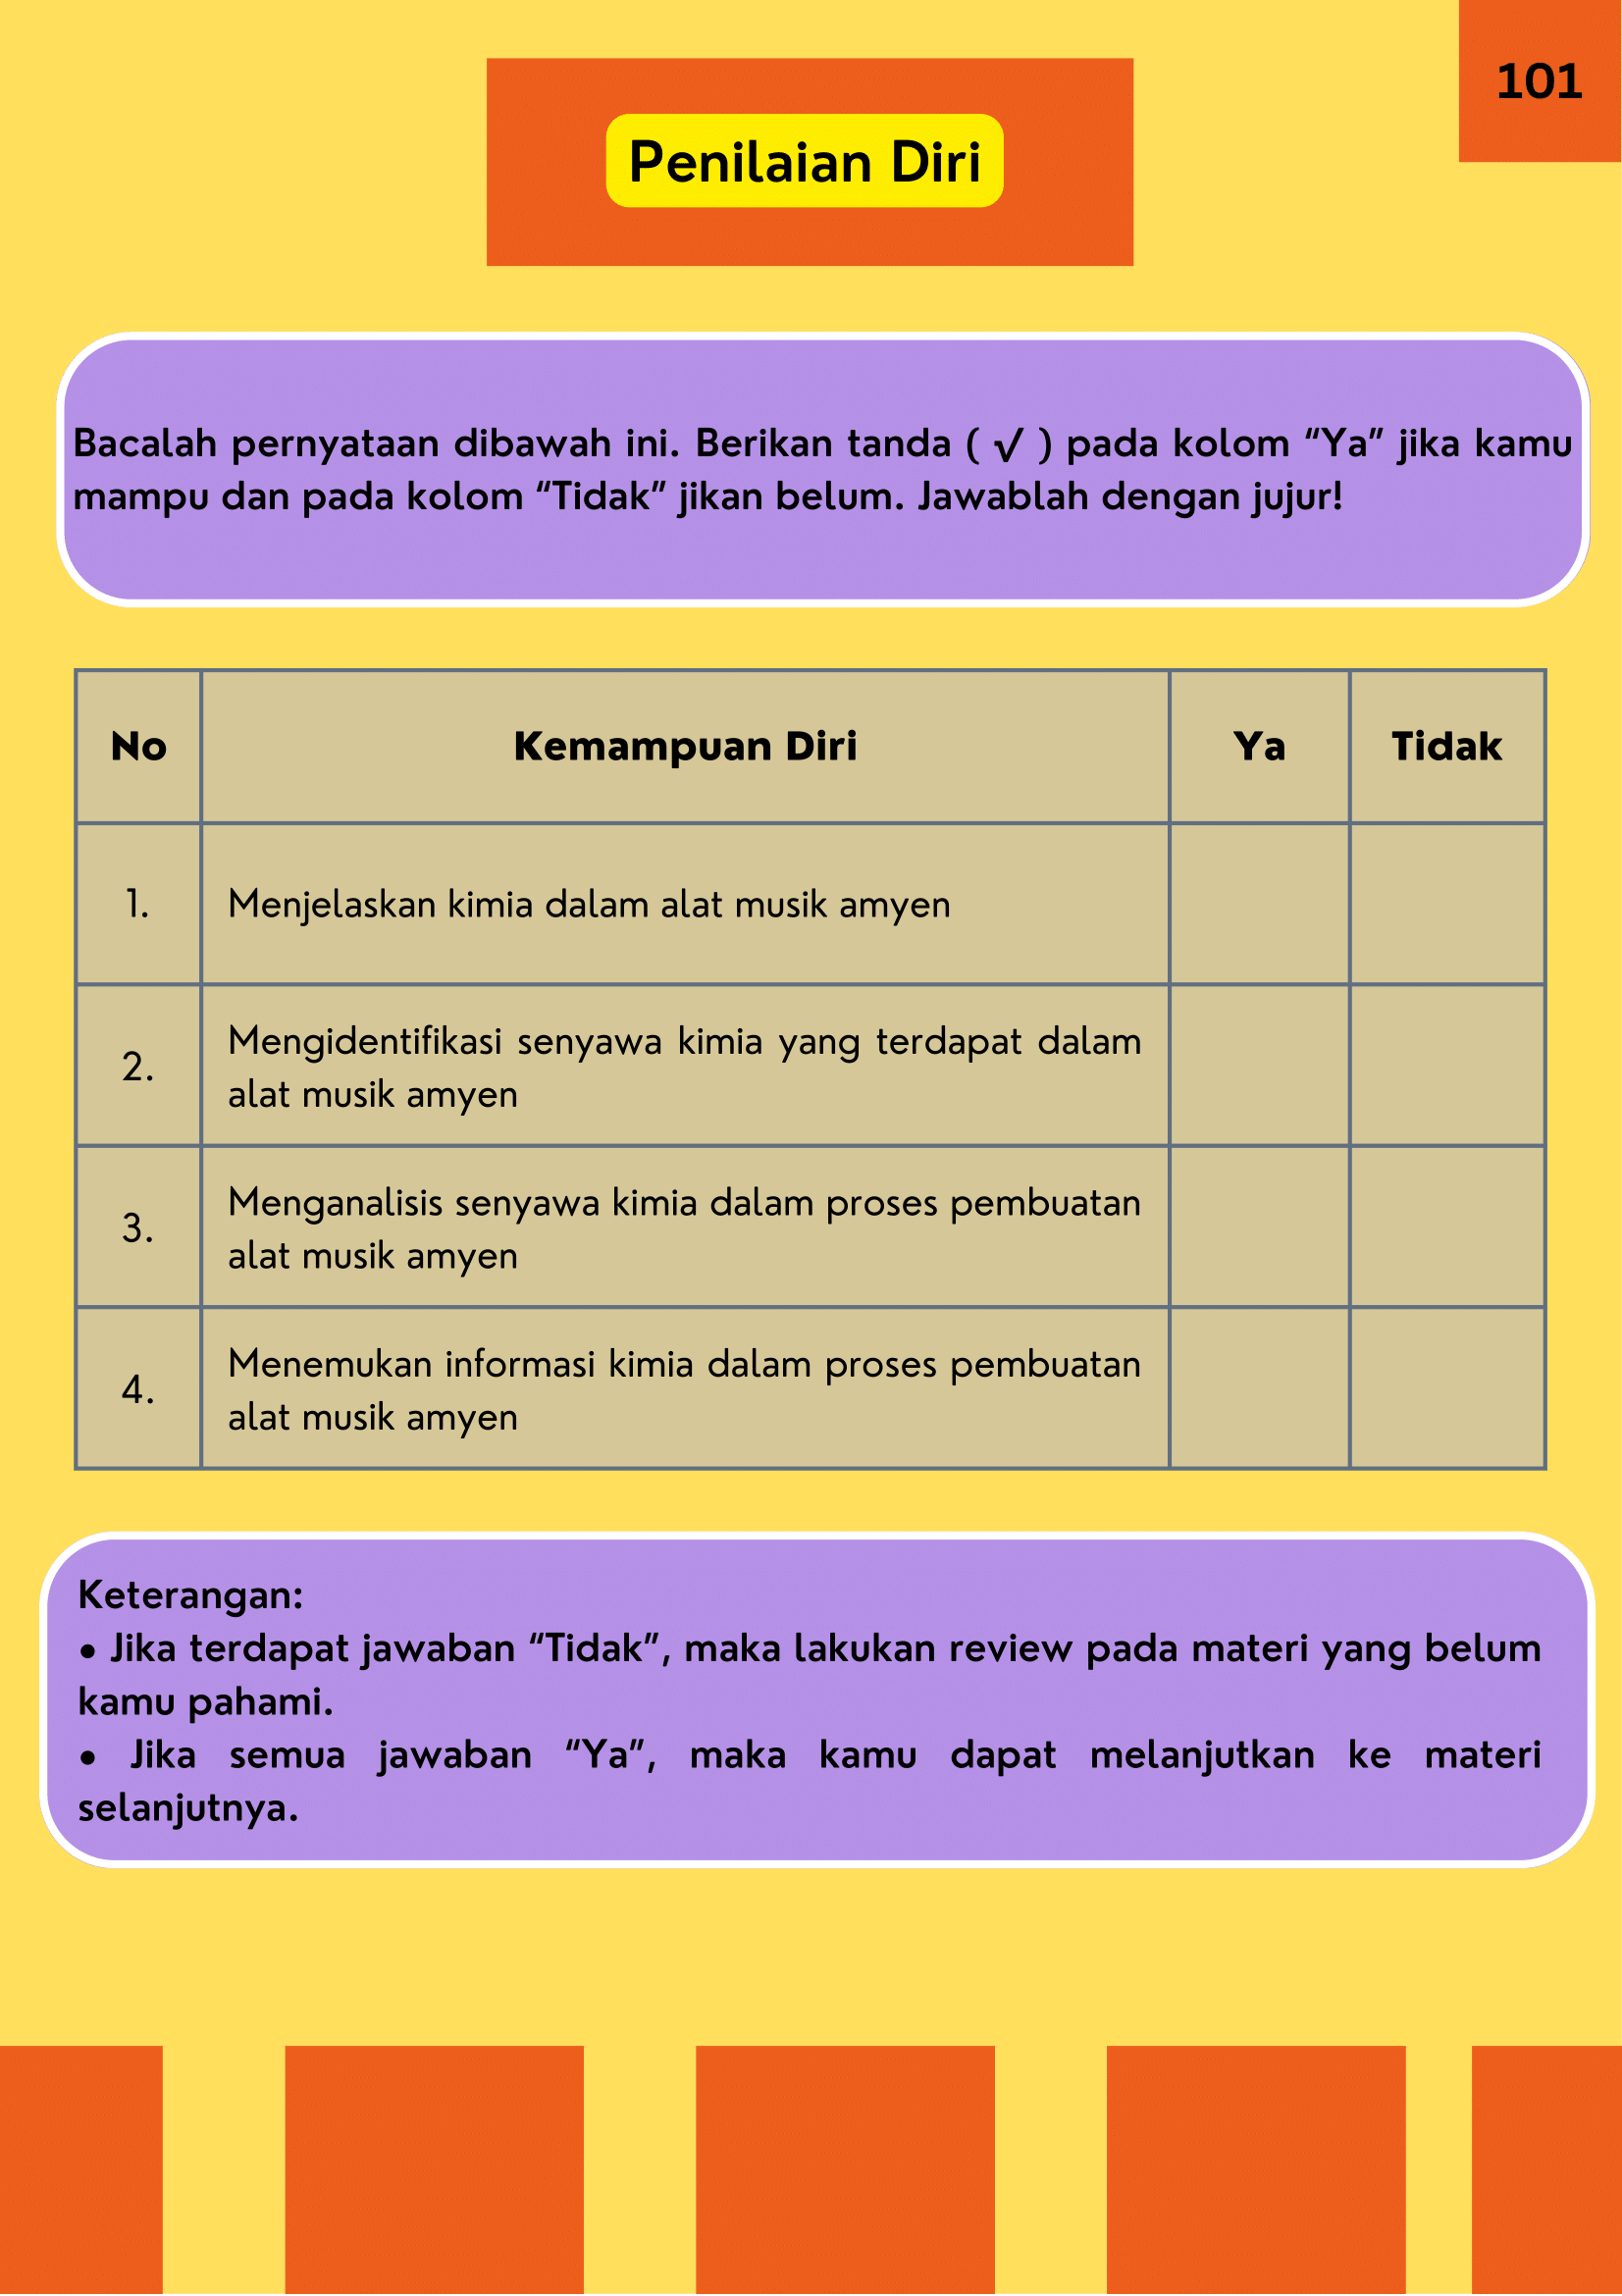 101
Penilaian Diri
Bacalah pernyataan dibawah ini. Berikan tanda ( √ ) pada kolom “Ya” jika kamu
mampu dan pada kolom “Tidak” jikan belum. Jawablah dengan jujur!
No Kemampuan Diri Ya Tidak
1. Menjelaskan kimia dalam alat musik amyen
2. Mengidentifikasi senyawa kimia yang terdapat dalam
alat musik amyen
3. Menganalisis senyawa kimia dalam proses pembuatan
alat musik amyen
4. Menemukan informasi kimia dalam proses pembuatan
alat musik amyen
Keterangan:
• Jika terdapat jawaban “Tidak”, maka lakukan review pada materi yang belum
kamu pahami.
• Jika semua jawaban “Ya”, maka kamu dapat melanjutkan ke materi
selanjutnya.